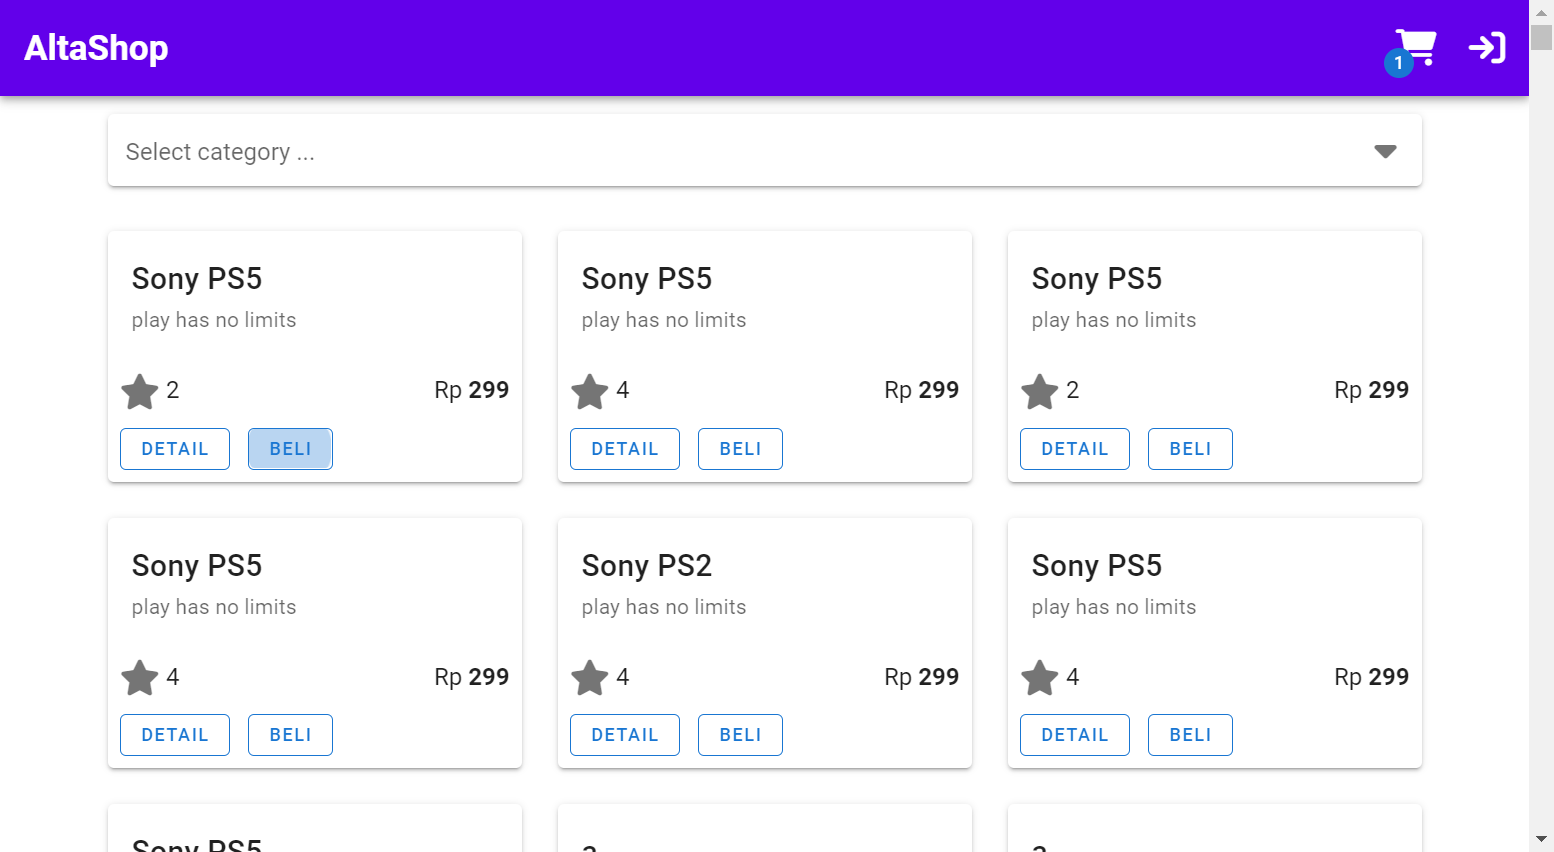 AltaShop
1
Select category ...
Sony PS5
play has no limits
2
Rp 299
DETAIL
BELI
Sony PS5
play has no limits
4
Rp 299
DETAIL
BELI
Sony PS5
play has no limits
2
Rp 299
DETAIL
BELI
Sony PS5
play has no limits
4
Rp 299
DETAIL
BELI
Sony PS2
play has no limits
4
Rp 299
DETAIL
BELI
Sony PS5
play has no limits
4
Rp 299
DETAIL
BELI
Sony PS5